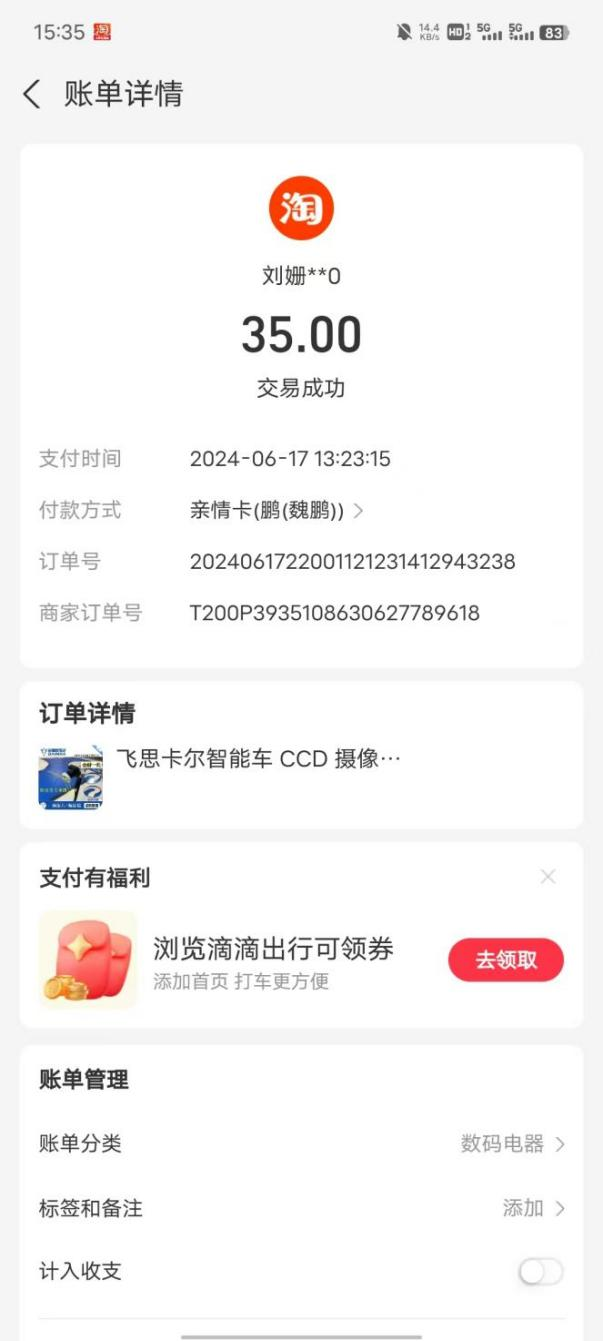 15:35 淘
14.4 KB/s HD 1 2 5G 5G 83
账单详情
淘
刘姗**0
35.00
交易成功
支付时间 2024-06-17 13:23:15
付款方式 亲情卡(鹏(魏鹏))
订单号 2024061722001121231412943238
商家订单号 T200P3935108630627789618
订单详情
飞思卡尔智能车 CCD 摄像…
支付有福利
浏览滴滴出行可领券
添加首页 打车更方便
去领取
账单管理
账单分类 数码电器
标签和备注 添加
计入收支